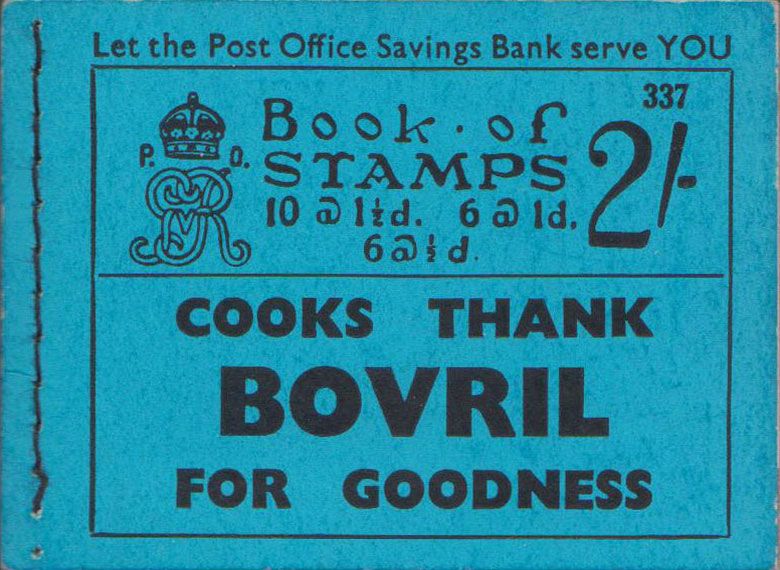 Let the Post Office Savings Bank serve YOU
337
P. O.
GR
Book · of
STAMPS
2/-
10 @ 1½d. 6 @ 1d.
6 @ ½d.
COOKS THANK
BOVRIL
FOR GOODNESS